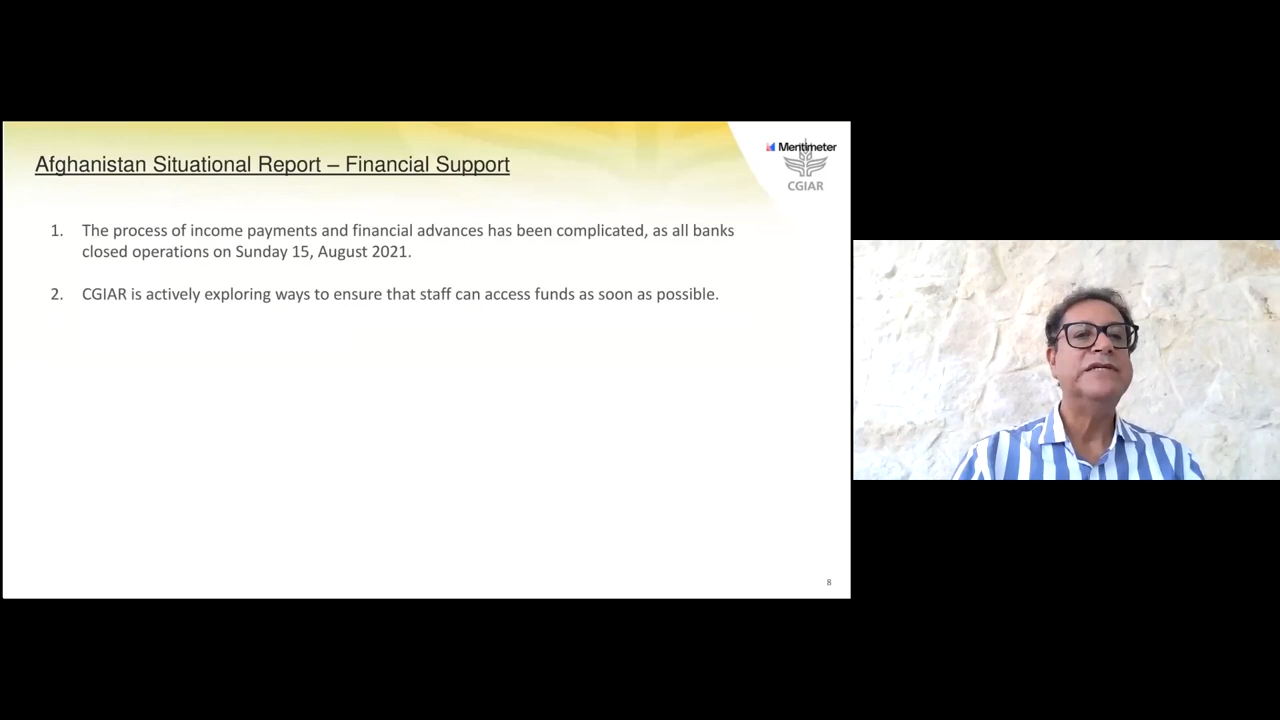 Afghanistan Situational Report – Financial Support
Mentimeter
CGIAR
1. The process of income payments and financial advances has been complicated, as all banks
closed operations on Sunday 15, August 2021.
2. CGIAR is actively exploring ways to ensure that staff can access funds as soon as possible.
8